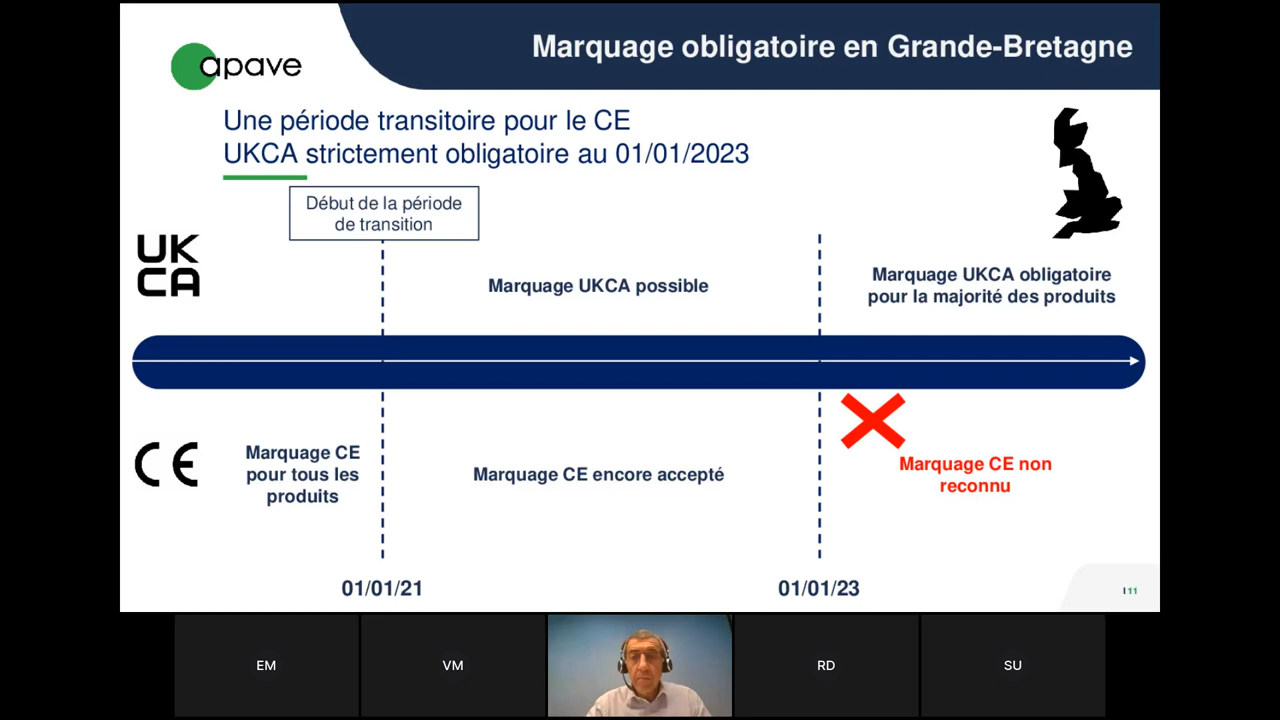 Marquage obligatoire en Grande-Bretagne
apave
Une période transitoire pour le CE
UKCA strictement obligatoire au 01/01/2023
Début de la période
de transition
UK
CA
Marquage UKCA possible
Marquage UKCA obligatoire
pour la majorité des produits
CE
Marquage CE
pour tous les
produits
Marquage CE encore accepté
Marquage CE non
reconnu
01/01/21
01/01/23
I 11
EM
VM
RD
SU